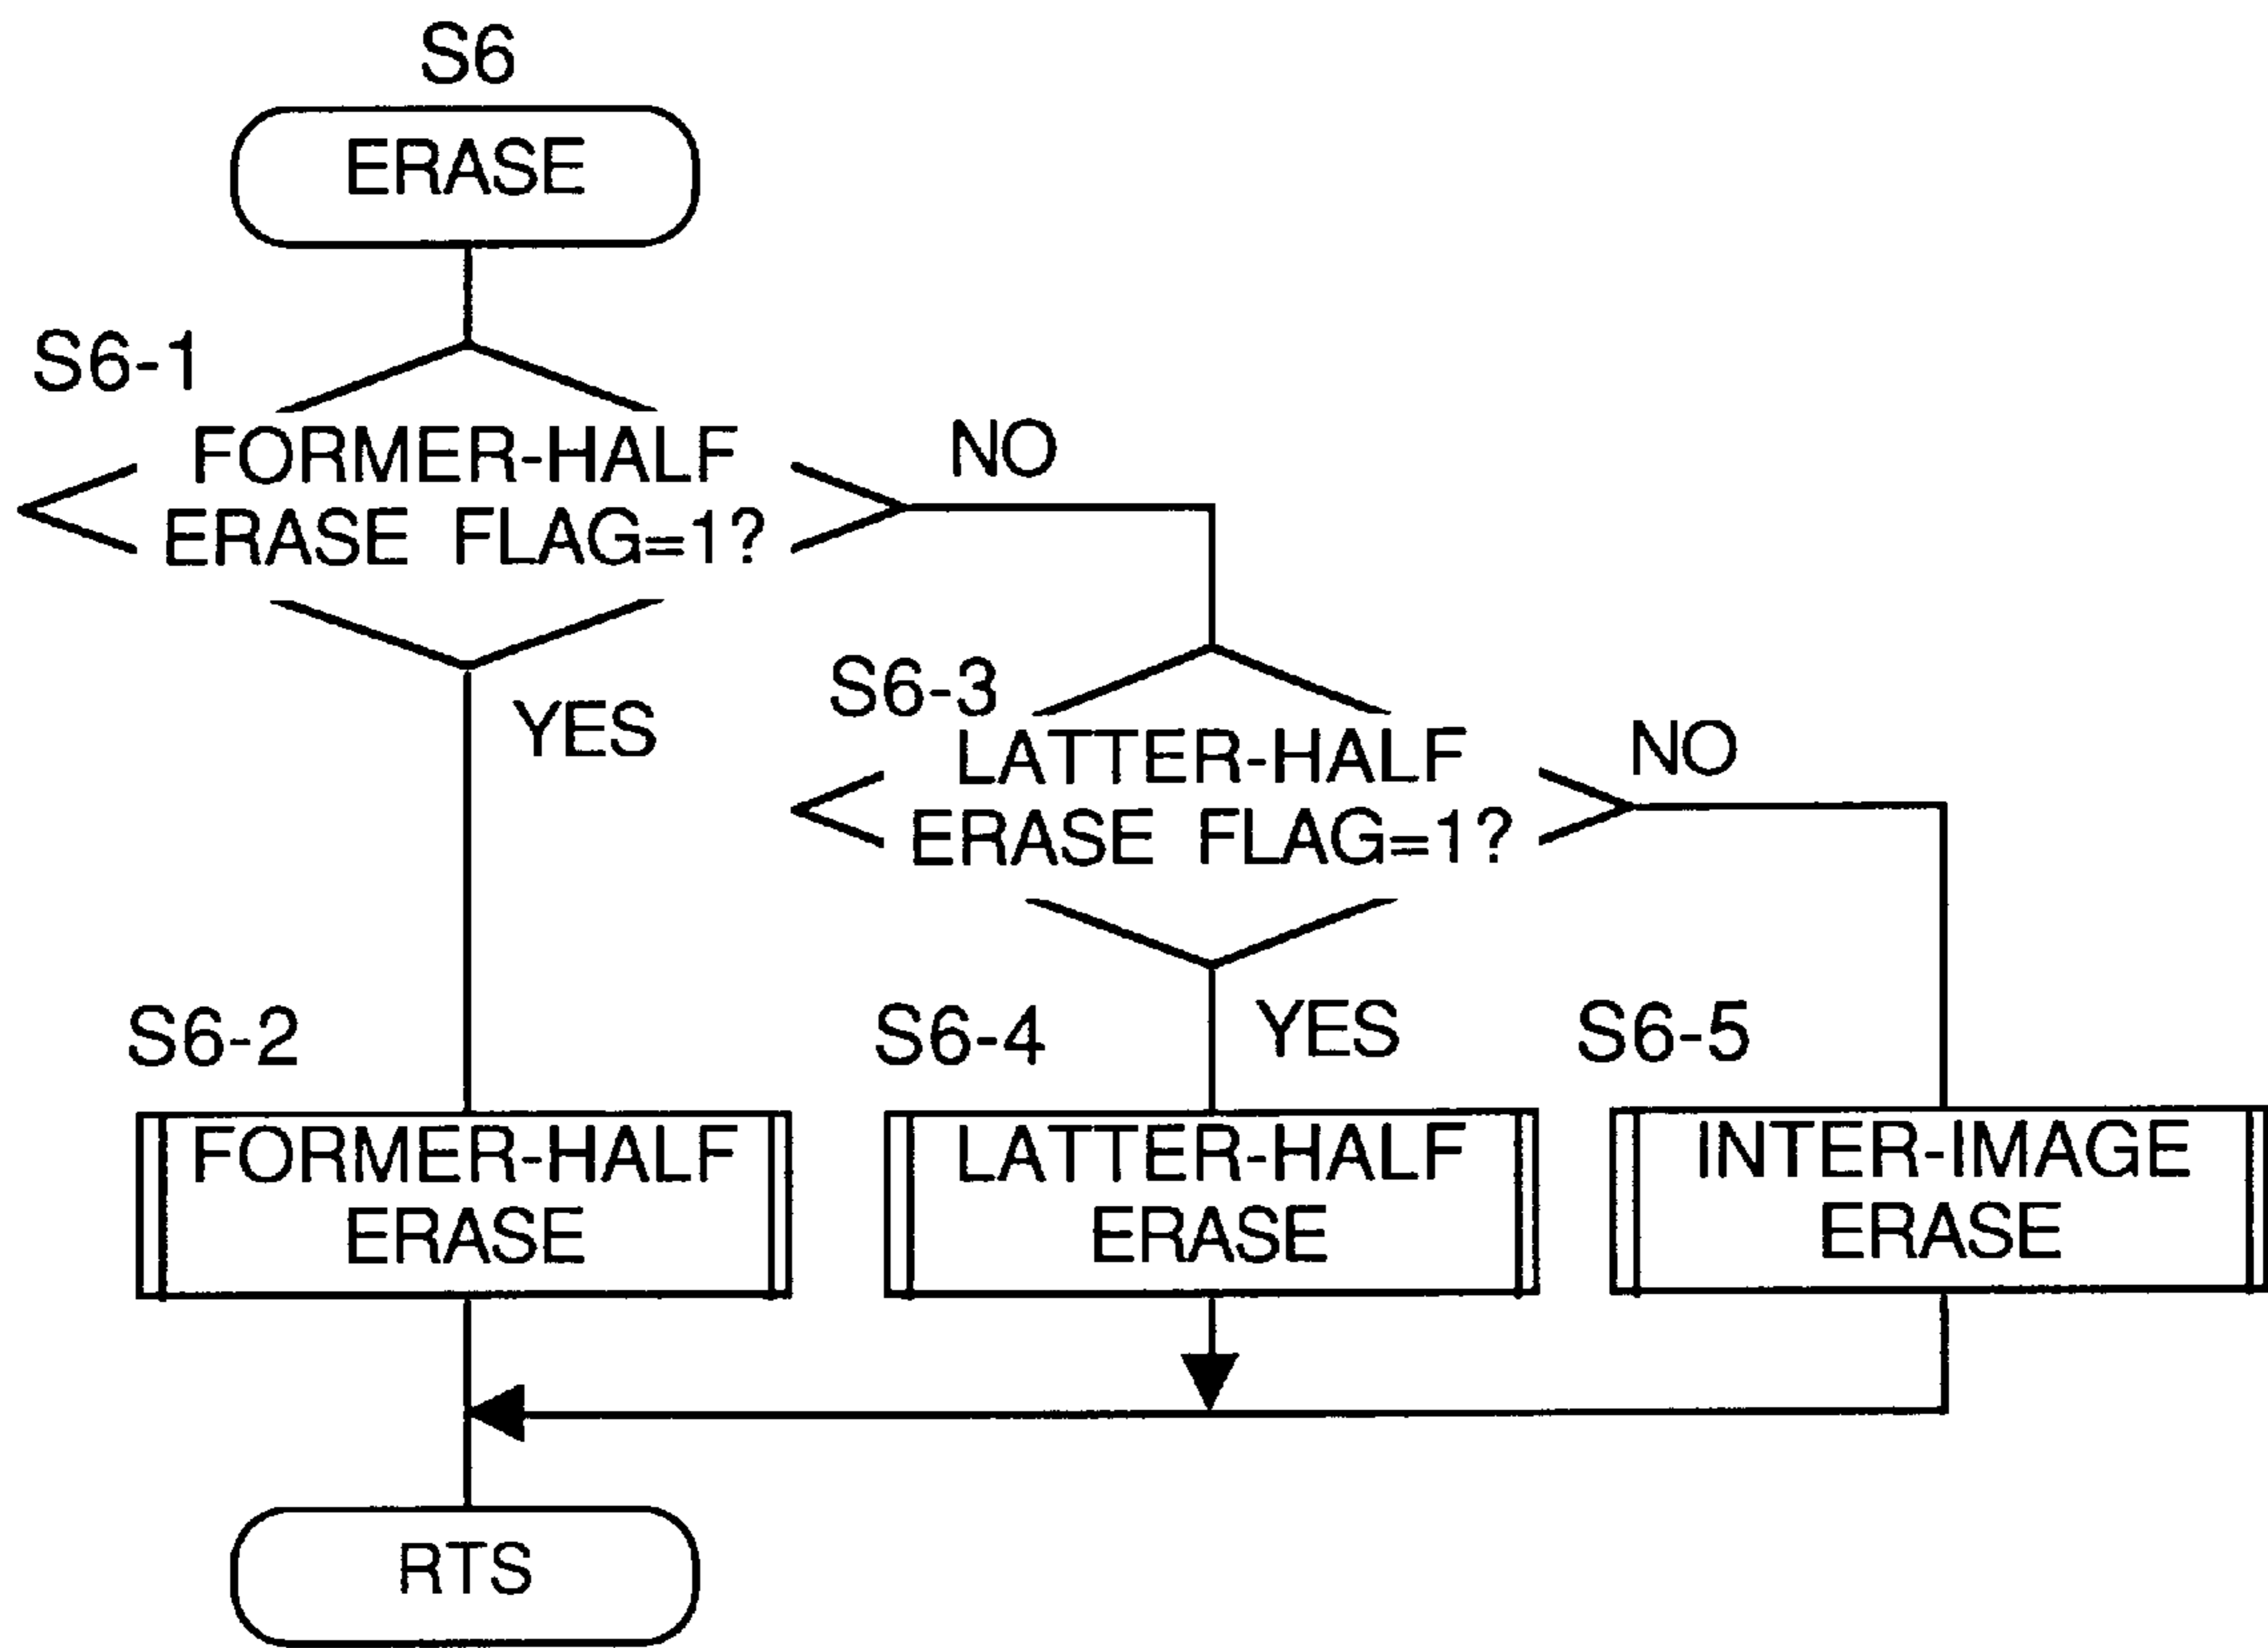 S6
ERASE
S6-1
FORMER-HALF
ERASE FLAG=1?
NO
YES
S6-3
LATTER-HALF
ERASE FLAG=1?
NO
S6-2
S6-4
YES
S6-5
FORMER-HALF
ERASE
LATTER-HALF
ERASE
INTER-IMAGE
ERASE
RTS